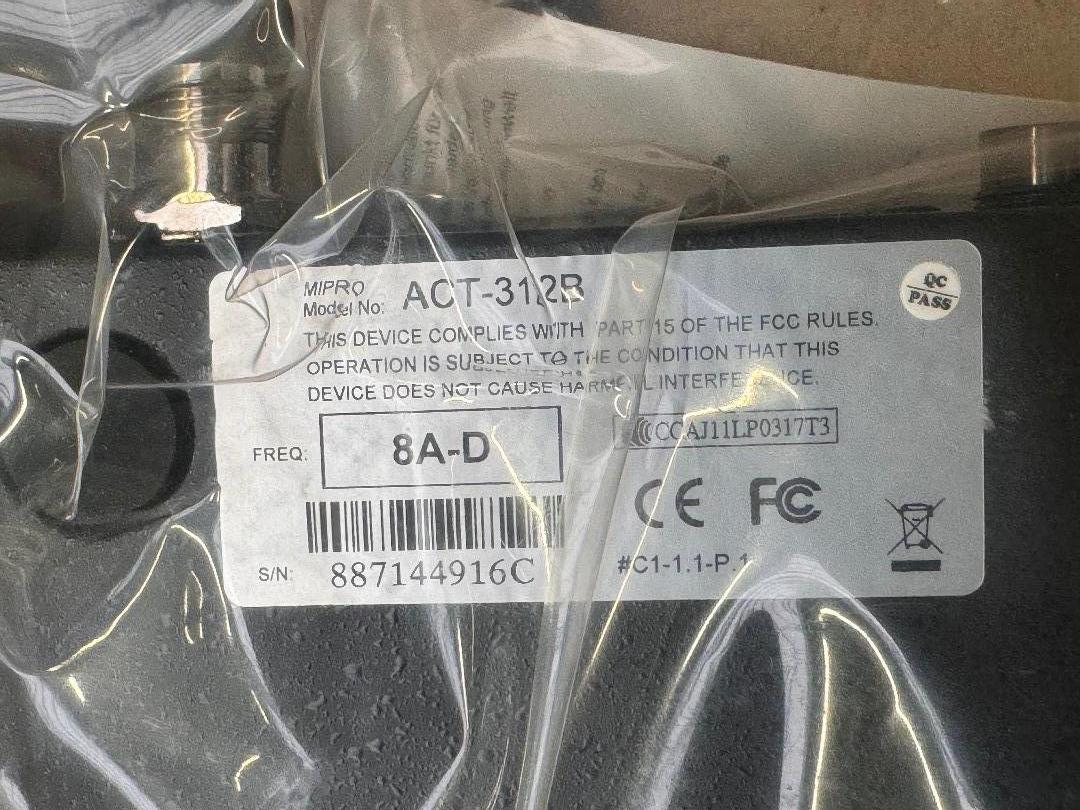 MIPRO
Model No: ACT-312B
QC
PASS
THIS DEVICE COMPLIES WITH PART 15 OF THE FCC RULES.
OPERATION IS SUBJECT TO THE CONDITION THAT THIS
DEVICE DOES NOT CAUSE HARMFUL INTERFERENCE.
FREQ: 8A-D
CCAJ11LP0317T3
CE FC
S/N: 887144916C
#C1-1.1-P.1